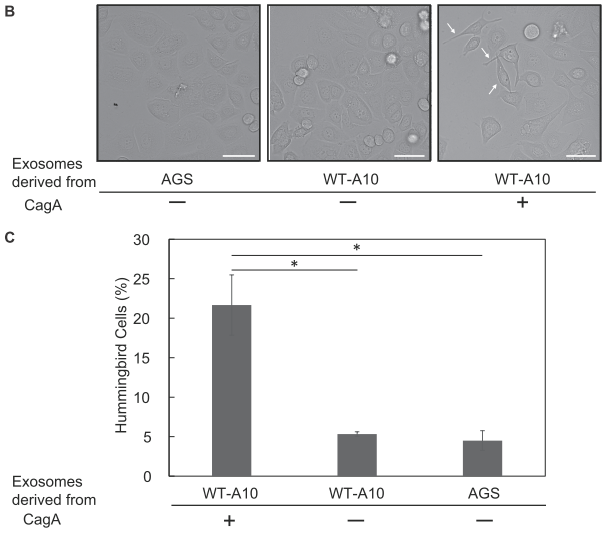 B
Exosomes
derived from AGS WT-A10 WT-A10
CagA — — +
C
Hummingbird Cells (%)
30
25
20
15
10
5
0
* 
*
Exosomes
derived from WT-A10 WT-A10 AGS
CagA + — —